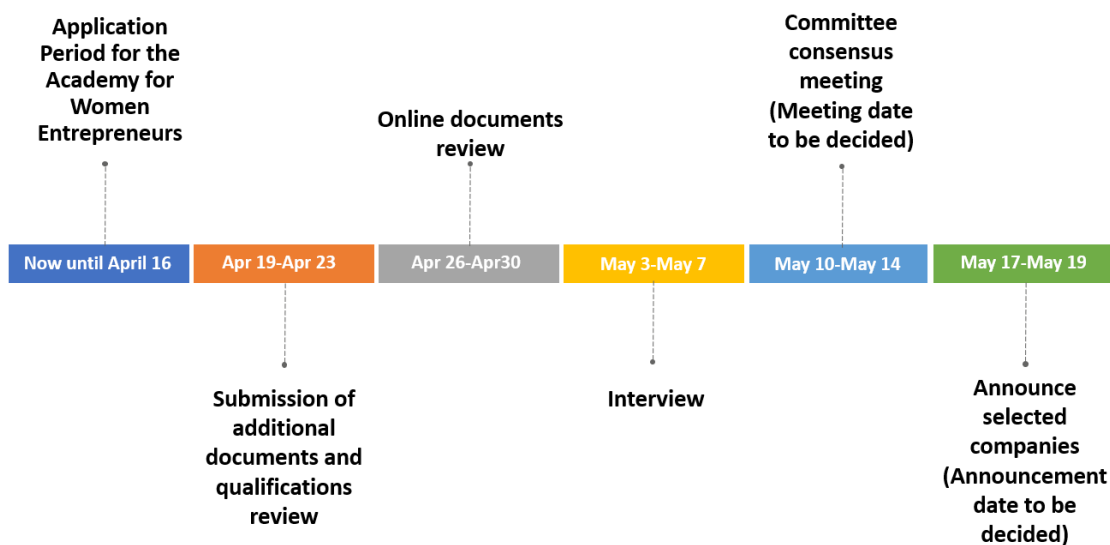 Application
Period for the
Academy for
Women
Entrepreneurs
Online documents
review
Committee
consensus
meeting
(Meeting date
to be decided)
Now until April 16
Apr 19-Apr 23
Apr 26-Apr30
May 3-May 7
May 10-May 14
May 17-May 19
Submission of
additional
documents and
qualifications
review
Interview
Announce
selected
companies
(Announcement
date to be
decided)